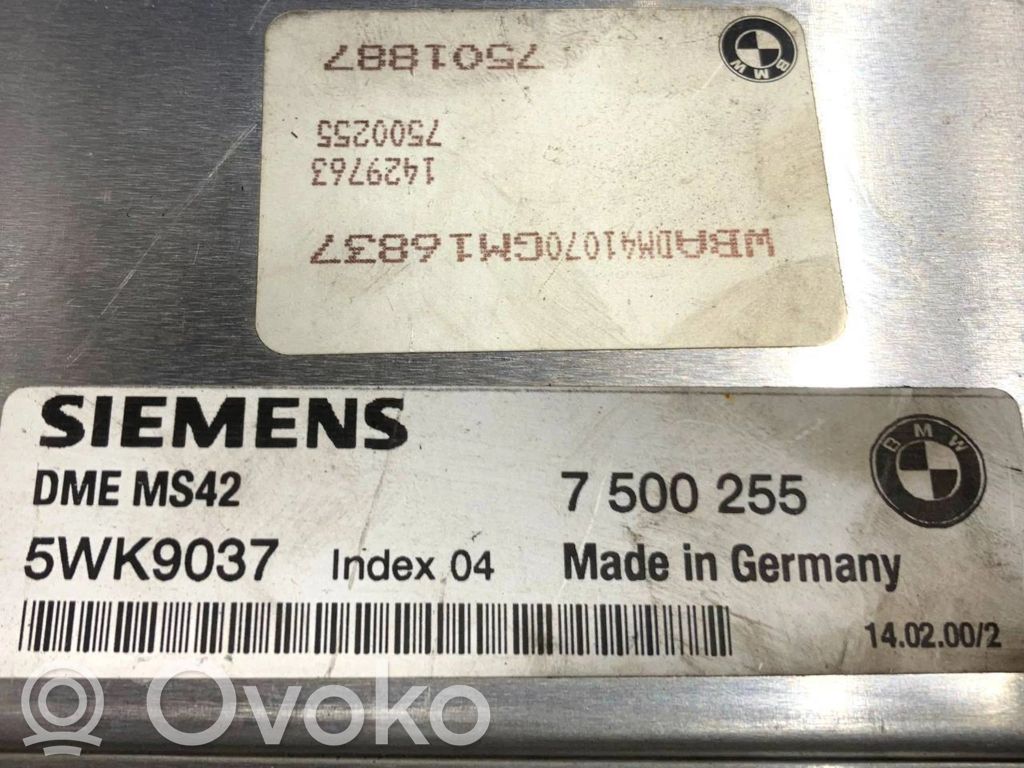 BMW
7501887
7500255
1429763
WBADM41070GM16837
SIEMENS
BMW
DME MS42
7 500 255
5WK9037 Index 04
Made in Germany
14.02.00/2
Ovoko